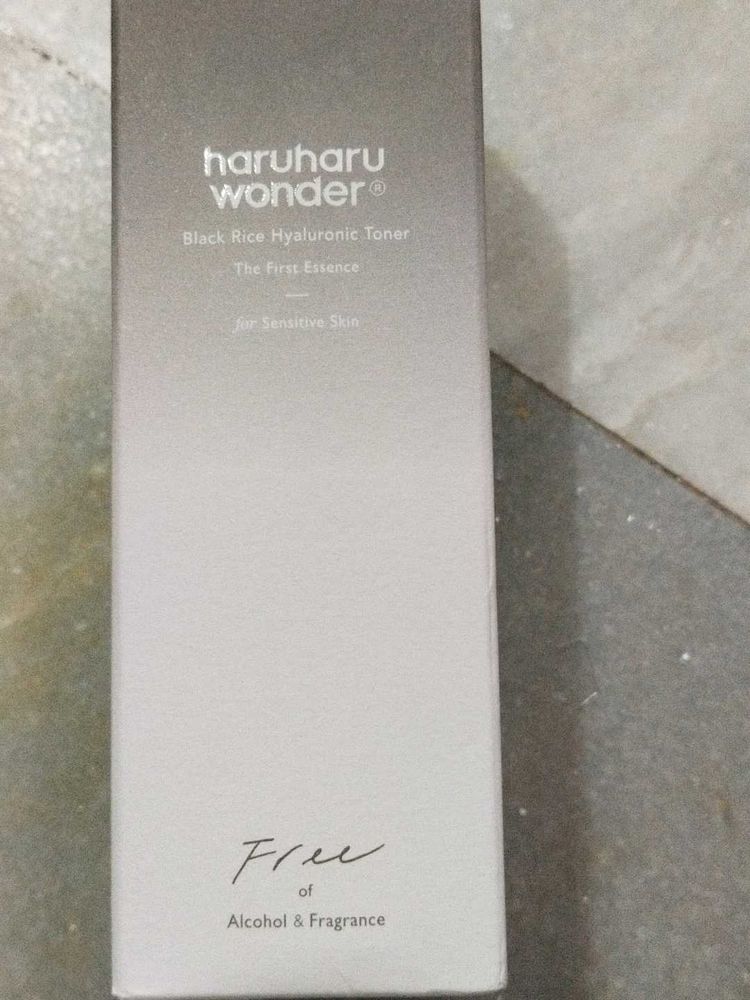 haruharu
wonder®
Black Rice Hyaluronic Toner
The First Essence
for Sensitive Skin
Free
of
Alcohol & Fragrance